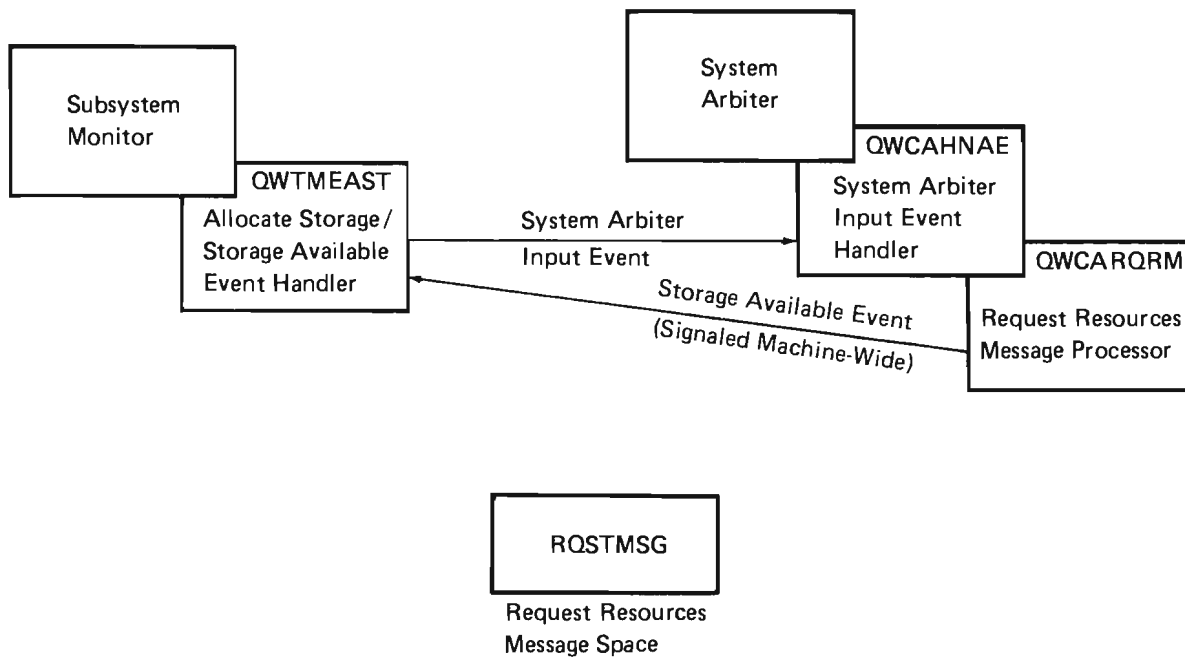 Subsystem
Monitor
QWTMEAST
Allocate Storage/
Storage Available
Event Handler
System Arbiter
Input Event
Storage Available Event
(Signaled Machine-Wide)
System
Arbiter
QWCAHNAE
System Arbiter
Input Event
Handler
QWCARQRM
Request Resources
Message Processor
RQSTMSG
Request Resources
Message Space